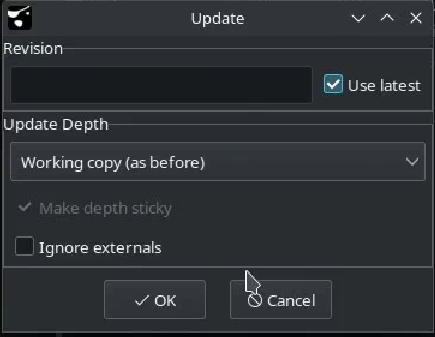 Update
Revision
Use latest
Update Depth
Working copy (as before)
Make depth sticky
Ignore externals
OK
Cancel